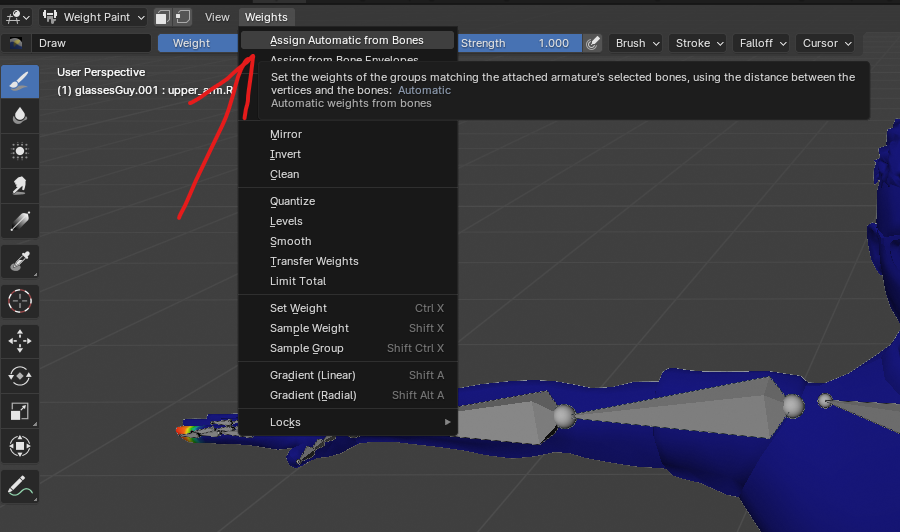 Weight Paint View Weights
Draw Weight Strength 1.000 Brush Stroke Falloff Cursor
Assign Automatic from Bones
Assign from Bone Envelopes
User Perspective
(1) glassesGuy.001 : upper_arm.R
Set the weights of the groups matching the attached armature's selected bones, using the distance between the
vertices and the bones: Automatic
Automatic weights from bones
Mirror
Invert
Clean
Quantize
Levels
Smooth
Transfer Weights
Limit Total
Set Weight Ctrl X
Sample Weight Shift X
Sample Group Shift Ctrl X
Gradient (Linear) Shift A
Gradient (Radial) Shift Alt A
Locks